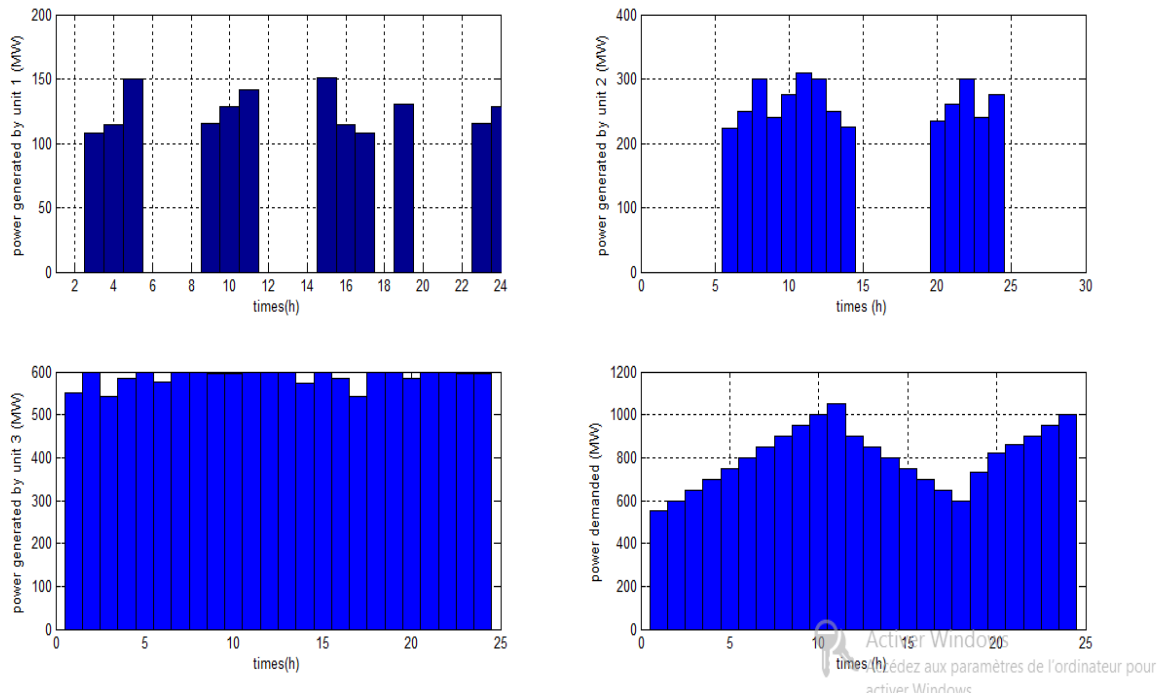 power generated by unit 1 (MW)
200
150
100
50
0
2 4 6 8 10 12 14 16 18 20 22 24
times(h)
power generated by unit 2 (MW)
400
300
200
100
0
0 5 10 15 20 25 30
times (h)
power generated by unit 3 (MW)
600
500
400
300
200
100
0
0 5 10 15 20 25
times(h)
power demanded (MW)
1200
1000
800
600
400
200
0
0 5 10 15 20 25
times (h)
Activer Windows
Accédez aux paramètres de l'ordinateur pour
activer Windows.